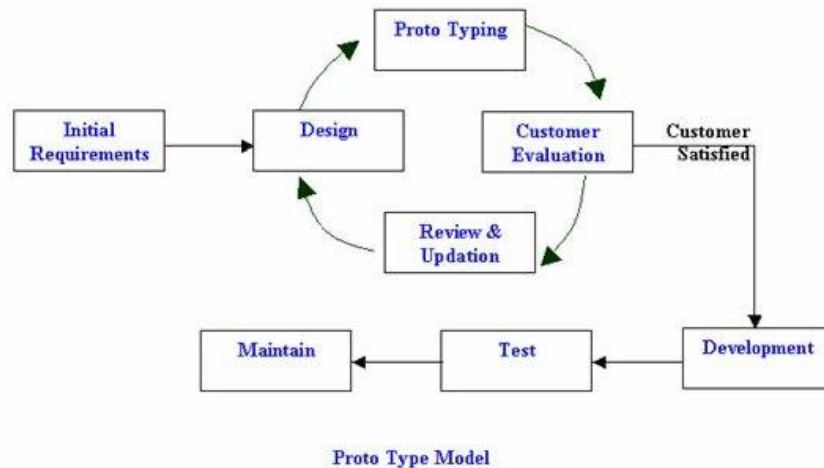 Proto Typing
Initial
Requirements
Design
Customer
Evaluation
Customer
Satisfied
Review &
Updation
Maintain
Test
Development
Proto Type Model